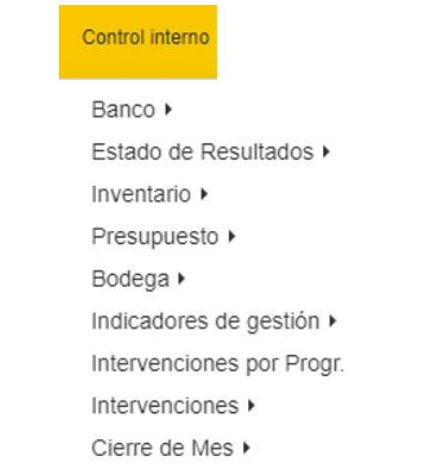 Control interno
Banco
Estado de Resultados
Inventario
Presupuesto
Bodega
Indicadores de gestión
Intervenciones por Progr.
Intervenciones
Cierre de Mes